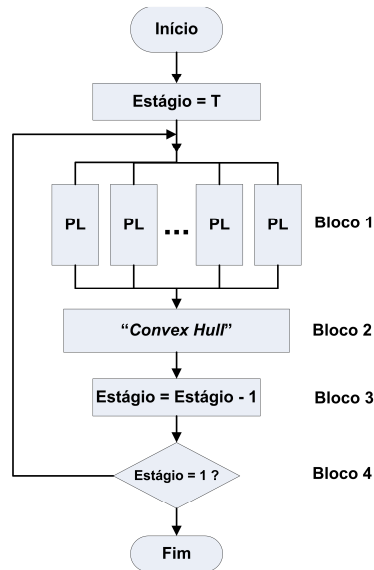 Início
Estágio = T
PL PL ... PL PL Bloco 1
“Convex Hull” Bloco 2
Estágio = Estágio - 1 Bloco 3
Estágio = 1 ? Bloco 4
Fim